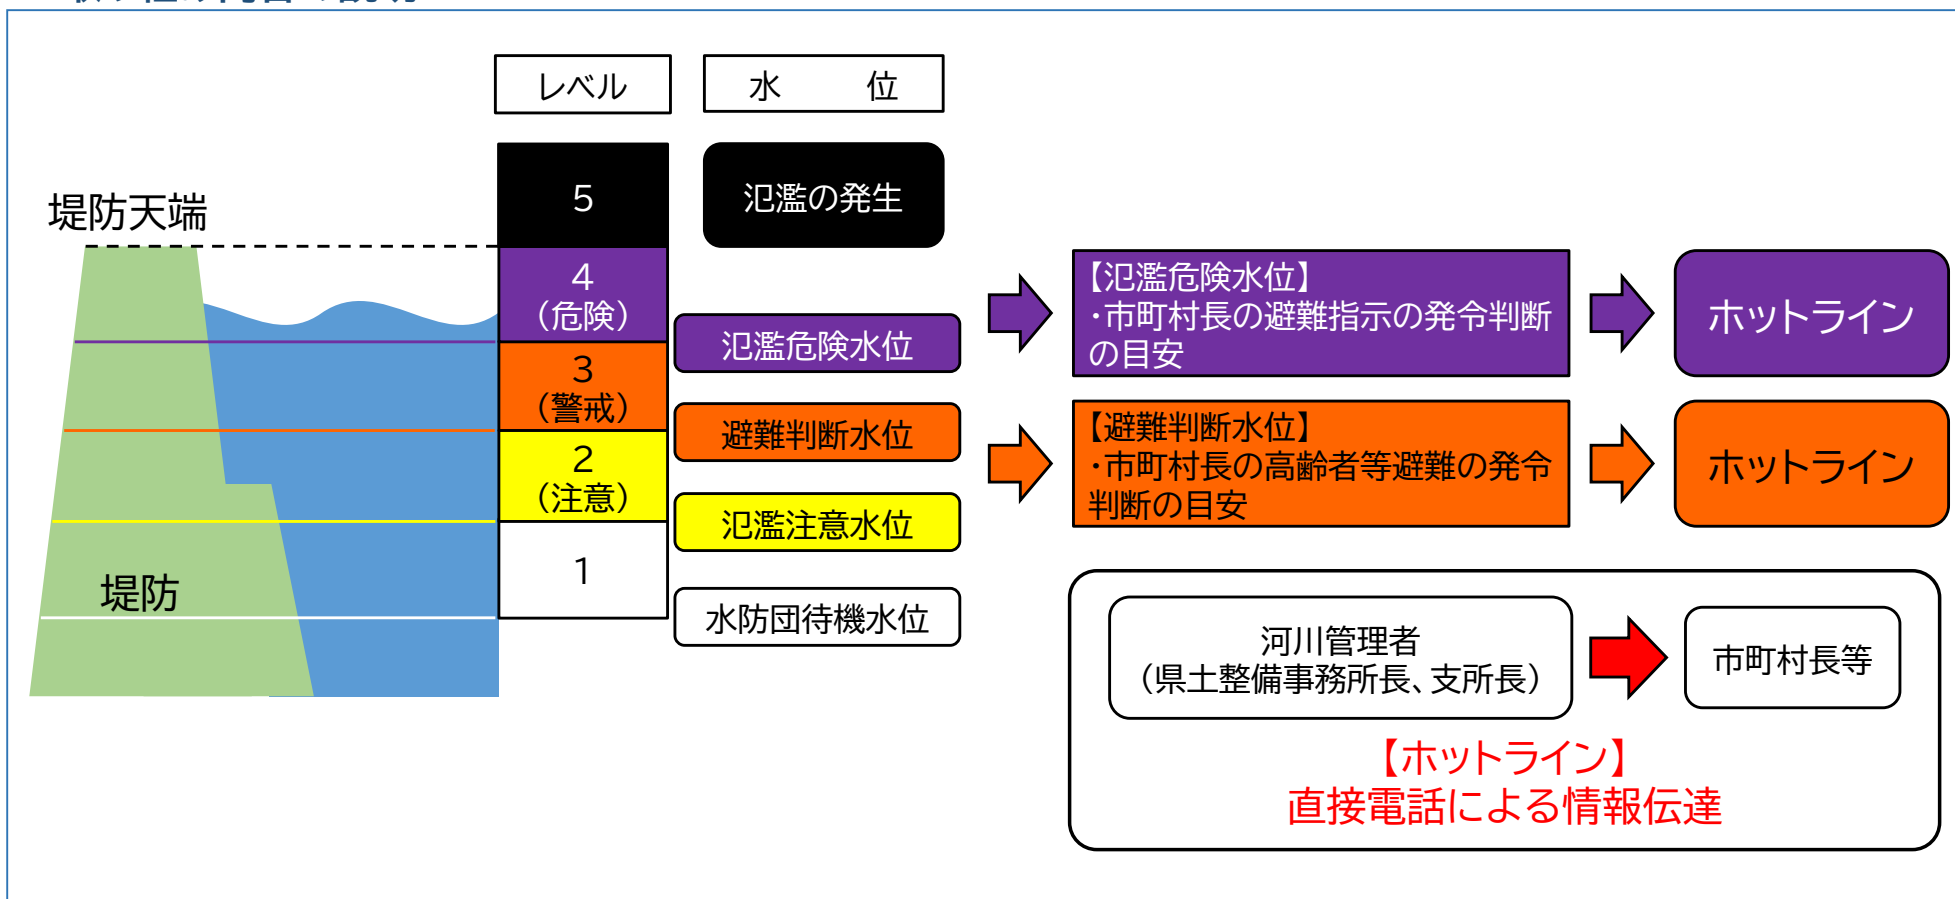 レベル
水　　位
5
氾濫の発生
堤防天端
4
（危険）
氾濫危険水位
【氾濫危険水位】
・市町村長の避難指示の発令判断
の目安
ホットライン
3
（警戒）
避難判断水位
【避難判断水位】
・市町村長の高齢者等避難の発令
判断の目安
ホットライン
2
（注意）
氾濫注意水位
1
堤防
水防団待機水位
河川管理者
（県土整備事務所長、支所長）
市町村長等
【ホットライン】
直接電話による情報伝達